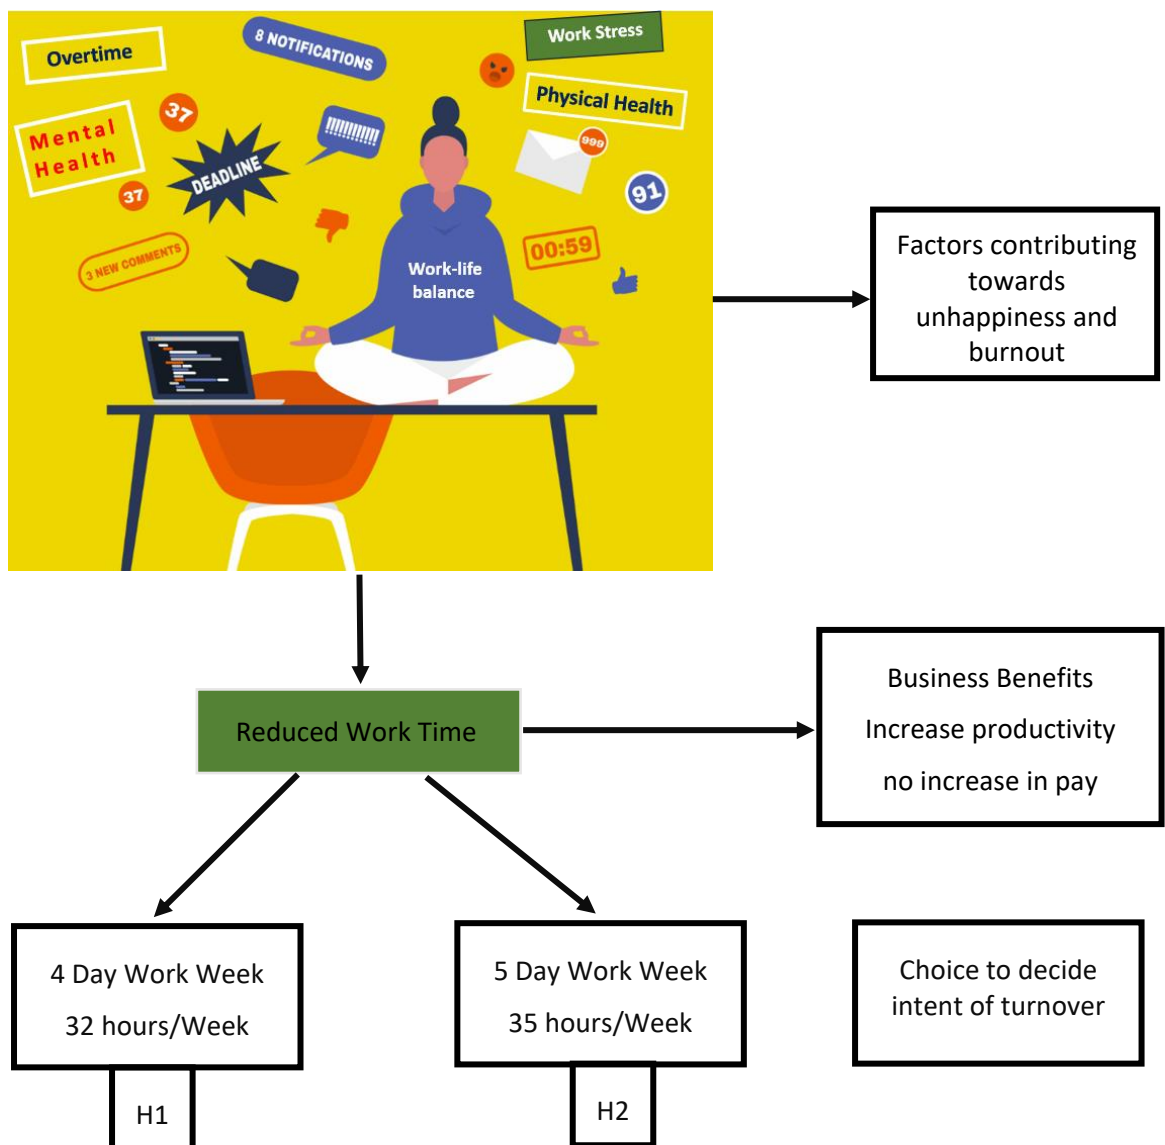 Overtime
8 NOTIFICATIONS
Work Stress
Physical Health
Mental
Health
37
!!!!!!!!!!!!
999
DEADLINE
37
91
3 NEW COMMENTS
00:59
Work-life
balance
Factors contributing
towards
unhappiness and
burnout
Reduced Work Time
Business Benefits
Increase productivity
no increase in pay
4 Day Work Week
32 hours/Week
5 Day Work Week
35 hours/Week
Choice to decide
intent of turnover
H1
H2